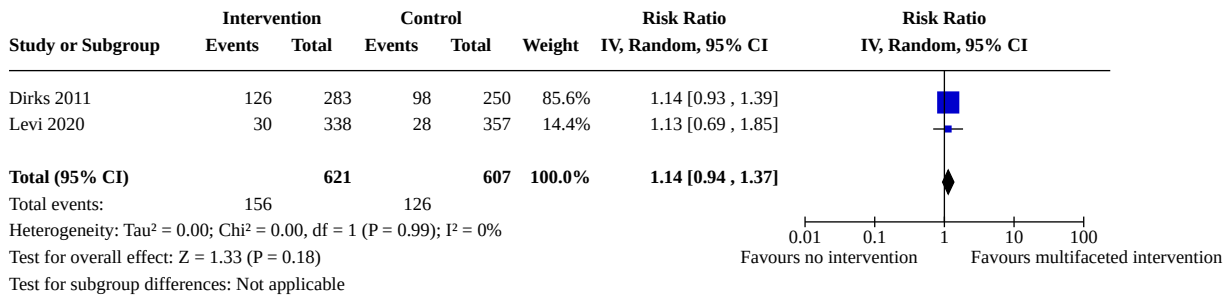 Intervention Control Risk Ratio Risk Ratio
Study or Subgroup Events Total Events Total Weight IV, Random, 95% CI IV, Random, 95% CI
Dirks 2011 126 283 98 250 85.6% 1.14 [0.93 , 1.39]
Levi 2020 30 338 28 357 14.4% 1.13 [0.69 , 1.85]
Total (95% CI) 621 607 100.0% 1.14 [0.94 , 1.37]
Total events: 156 126
Heterogeneity: Tau² = 0.00; Chi² = 0.00, df = 1 (P = 0.99); I² = 0%
0.01 0.1 1 10 100
Test for overall effect: Z = 1.33 (P = 0.18) Favours no intervention Favours multifaceted intervention
Test for subgroup differences: Not applicable